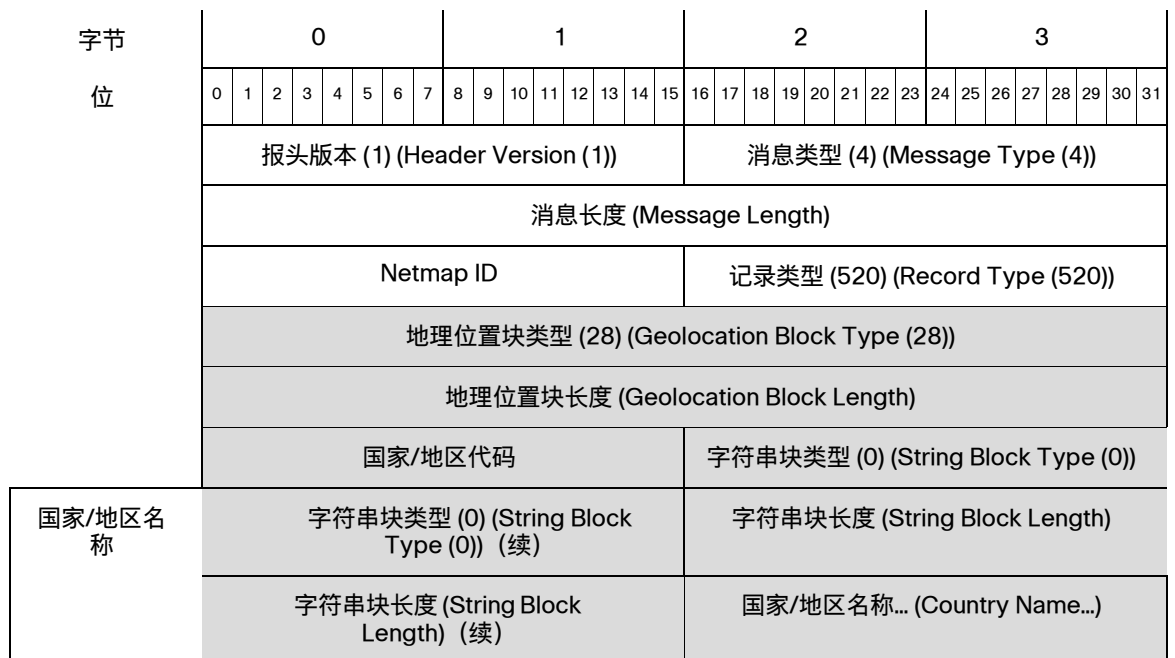 字节 0 1 2 3
位 0 1 2 3 4 5 6 7 8 9 10 11 12 13 14 15 16 17 18 19 20 21 22 23 24 25 26 27 28 29 30 31
报头版本 (1) (Header Version (1)) 消息类型 (4) (Message Type (4))
消息长度 (Message Length)
Netmap ID 记录类型 (520) (Record Type (520))
地理位置块类型 (28) (Geolocation Block Type (28))
地理位置块长度 (Geolocation Block Length)
国家/地区代码 字符串块类型 (0) (String Block Type (0))
国家/地区名
称
字符串块类型 (0) (String Block
Type (0))（续）
字符串块长度 (String Block Length)
字符串块长度 (String Block
Length)（续）
国家/地区名称... (Country Name...)